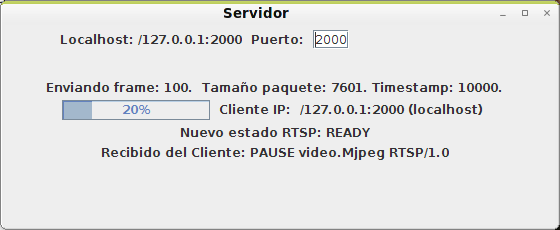 Servidor
Localhost: /127.0.0.1:2000 Puerto: 2000
Enviando frame: 100. Tamaño paquete: 7601. Timestamp: 10000.
20% Cliente IP: /127.0.0.1:2000 (localhost)
Nuevo estado RTSP: READY
Recibido del Cliente: PAUSE video.Mjpeg RTSP/1.0